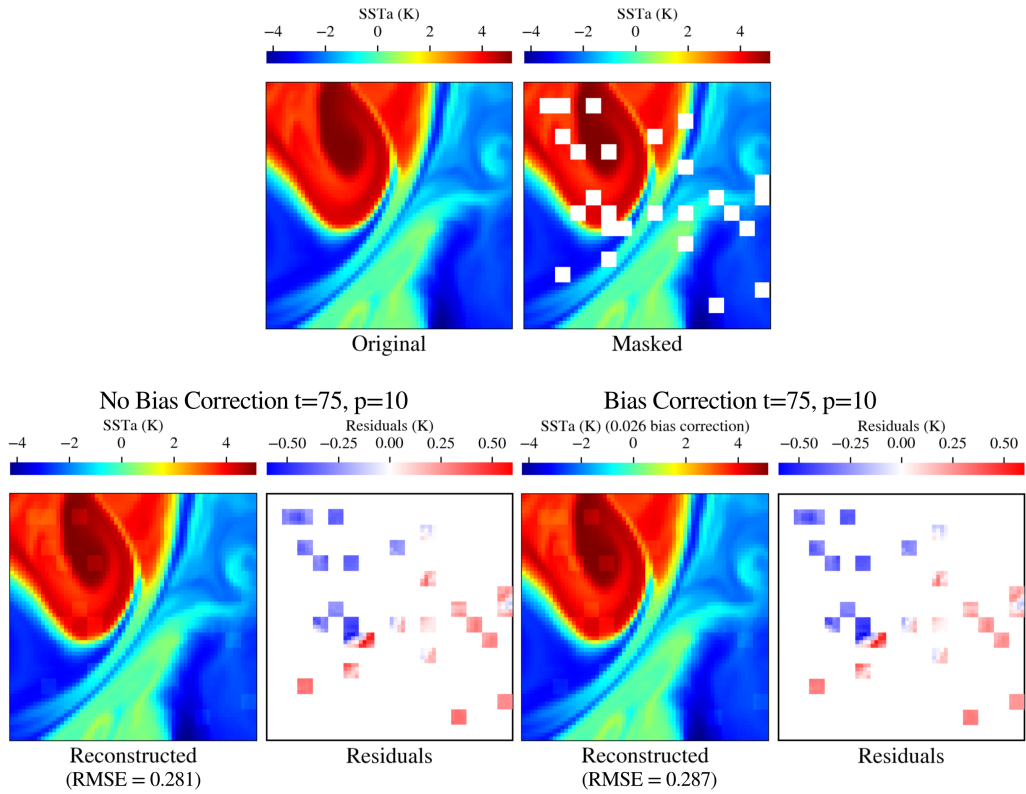 SSTa (K) SSTa (K)
−4 −2 0 2 4 −4 −2 0 2 4
Original Masked
No Bias Correction t=75, p=10 Bias Correction t=75, p=10
SSTa (K) Residuals (K) SSTa (K) (0.026 bias correction) Residuals (K)
−4 −2 0 2 4 −0.50 −0.25 0.00 0.25 0.50 −4 −2 0 2 4 −0.50 −0.25 0.00 0.25 0.50
Reconstructed Residuals Reconstructed Residuals
(RMSE = 0.281) (RMSE = 0.287)